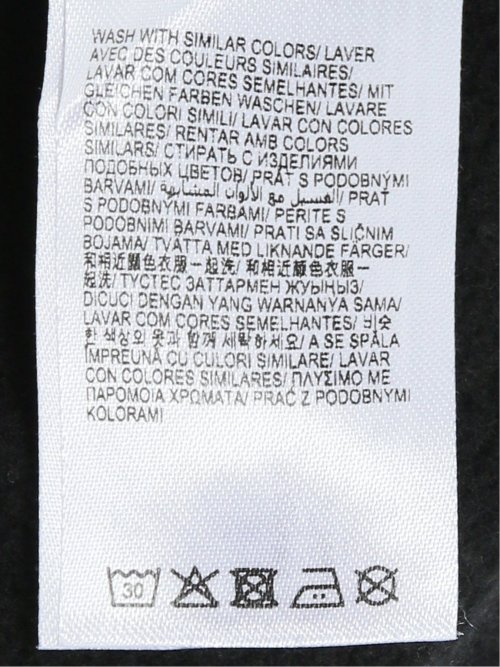 WASH WITH SIMILAR COLORS/ LAVER
AVEC DES COULEURS SIMILAIRES/
LAVAR COM CORES SEMELHANTES/ MIT
GLEICHEN FARBEN WASCHEN/ LAVARE
CON COLORI SIMILI/ LAVAR CON COLORES
SIMILARES/ RENTAR AMB COLORS
SIMILARS/ СТИРАТЬ С ИЗДЕЛИЯМИ
ПОДОБНЫХ ЦВЕТОВ/ PRAT S PODOBNÝMI
BARVAMI/ الغسيل مع الألوان المتشابهة/ PRAT
S PODOBNÝMI FARBAMI/ PERITE S
PODOBNIMI BARVAMI/ PRATI SA SLIČNIM
BOJAMA/ TVÄTTA MED LIKNANDE FÄRGER/
和相近顏色衣服一起洗/ 和相近颜色衣服一
起洗/ ТҮСТЕС ЗАТТАРМЕН ЖУЫҢЫЗ/
DICUCI DENGAN YANG WARNANYA SAMA/
LAVAR COM CORES SEMELHANTES/ 비슷
한 색상의 옷과 함께 세탁하세요/ A SE SPĂLA
ÎMPREUNĂ CU CULORI SIMILARE/ LAVAR
CON COLORES SIMILARES/ ΠΛΥΣΙΜΟ ΜΕ
ΠΑΡΟΜΟΙΑ ΧΡΩΜΑΤΑ/ PRAĆ Z PODOBNYMI
KOLORAMI
30